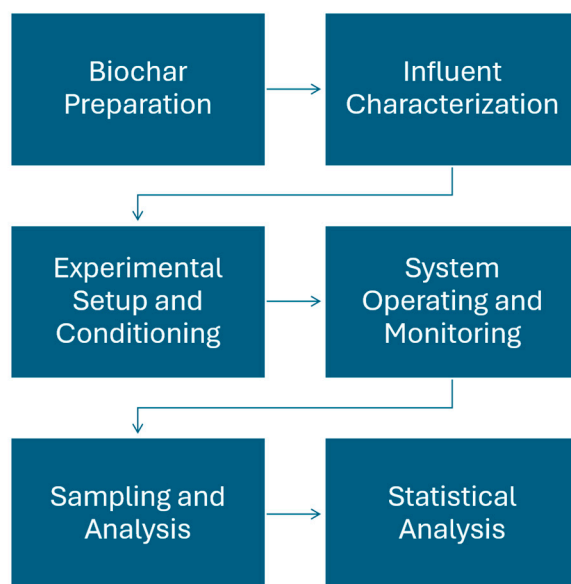 Biochar
Preparation
Influent
Characterization
Experimental
Setup and
Conditioning
System
Operating and
Monitoring
Sampling and
Analysis
Statistical
Analysis